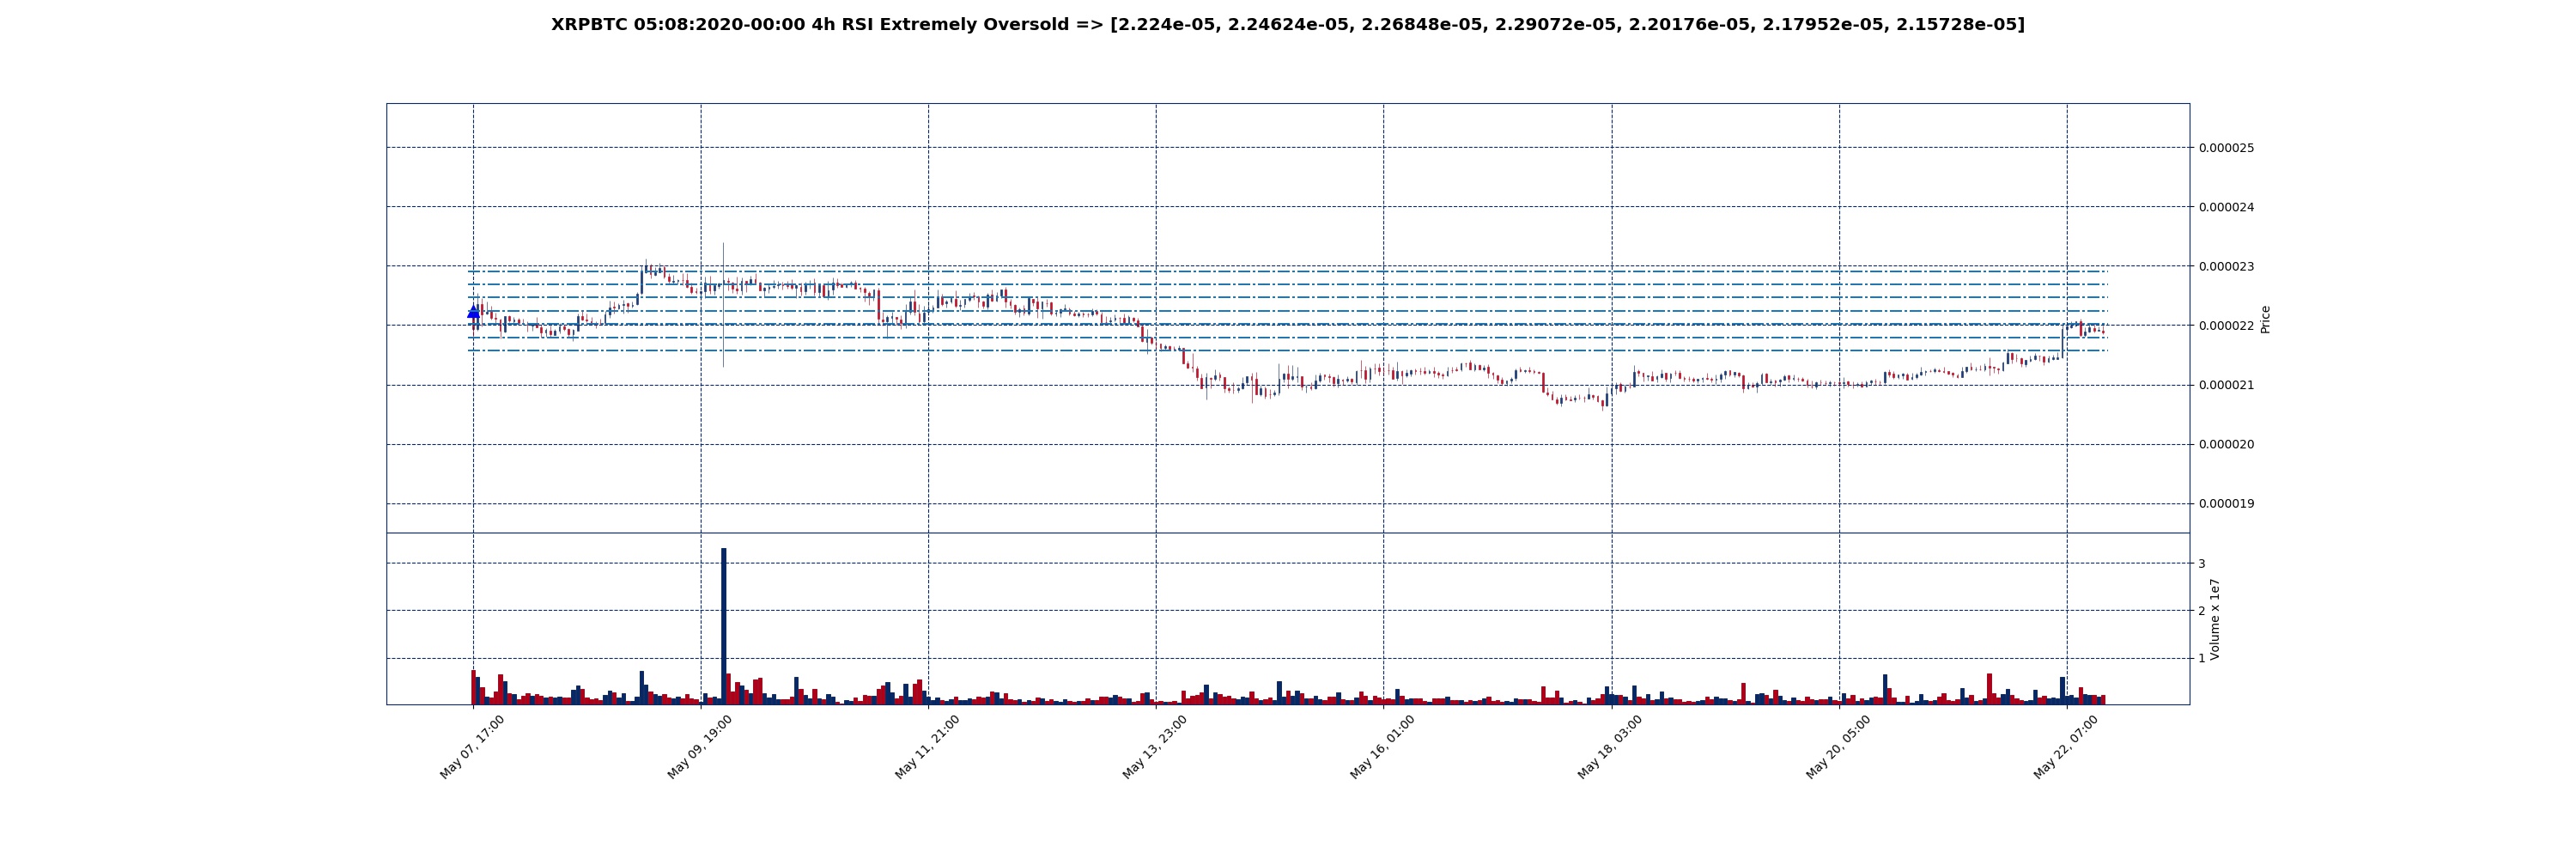 XRPBTC 05:08:2020-00:00 4h RSI Extremely Oversold => [2.224e-05, 2.24624e-05, 2.26848e-05, 2.29072e-05, 2.20176e-05, 2.17952e-05, 2.15728e-05]
0.000025
0.000024
0.000023
0.000022
0.000021
0.000020
0.000019
Price
3
2
1
Volume x 1e7
May 07, 17:00
May 09, 19:00
May 11, 21:00
May 13, 23:00
May 16, 01:00
May 18, 03:00
May 20, 05:00
May 22, 07:00